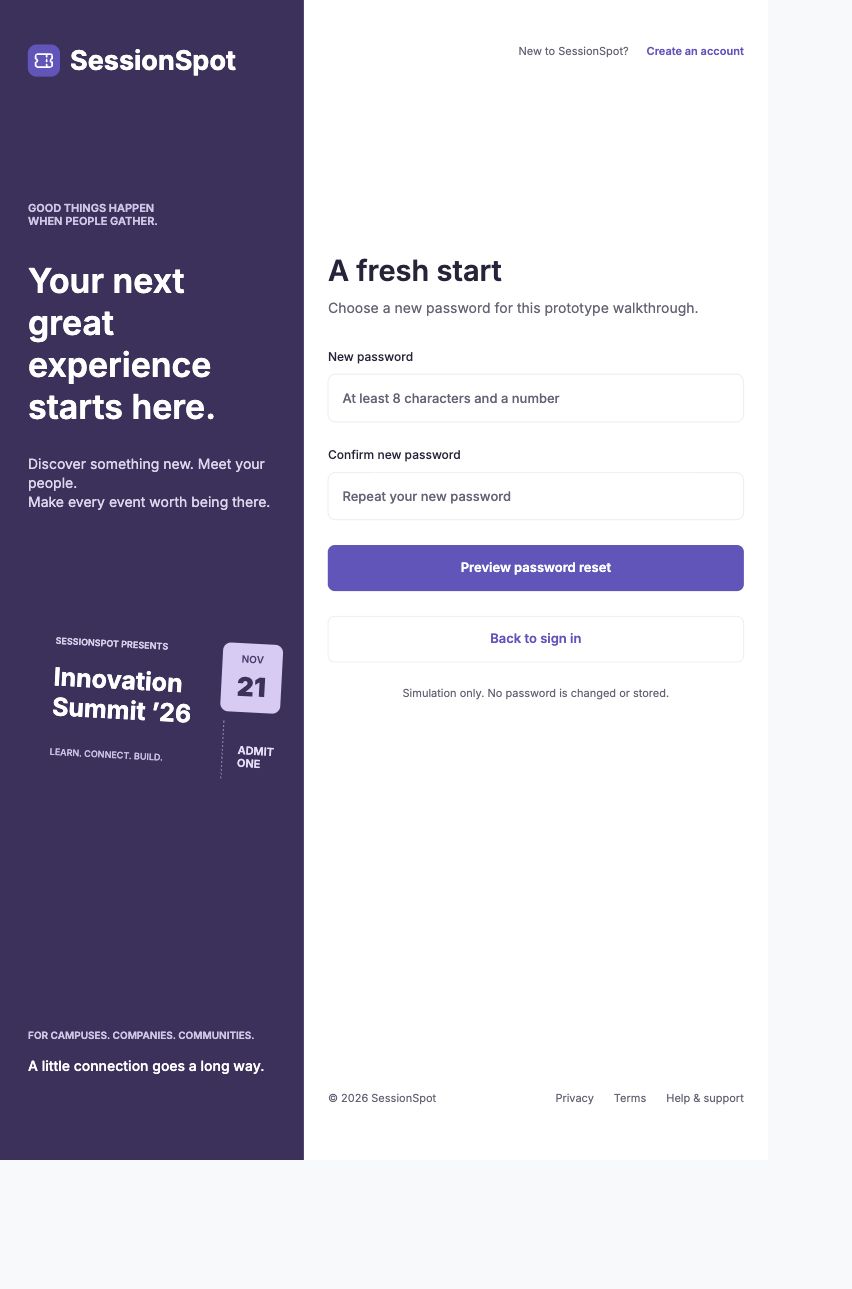 SessionSpot
GOOD THINGS HAPPEN
WHEN PEOPLE GATHER.
Your next
great
experience
starts here.
Discover something new. Meet your
people.
Make every event worth being there.
SESSIONSPOT PRESENTS
Innovation
Summit ’26
LEARN. CONNECT. BUILD.
NOV
21
ADMIT
ONE
FOR CAMPUSES. COMPANIES. COMMUNITIES.
A little connection goes a long way.
New to SessionSpot? Create an account
A fresh start
Choose a new password for this prototype walkthrough.
New password
At least 8 characters and a number
Confirm new password
Repeat your new password
Preview password reset
Back to sign in
Simulation only. No password is changed or stored.
© 2026 SessionSpot Privacy Terms Help & support